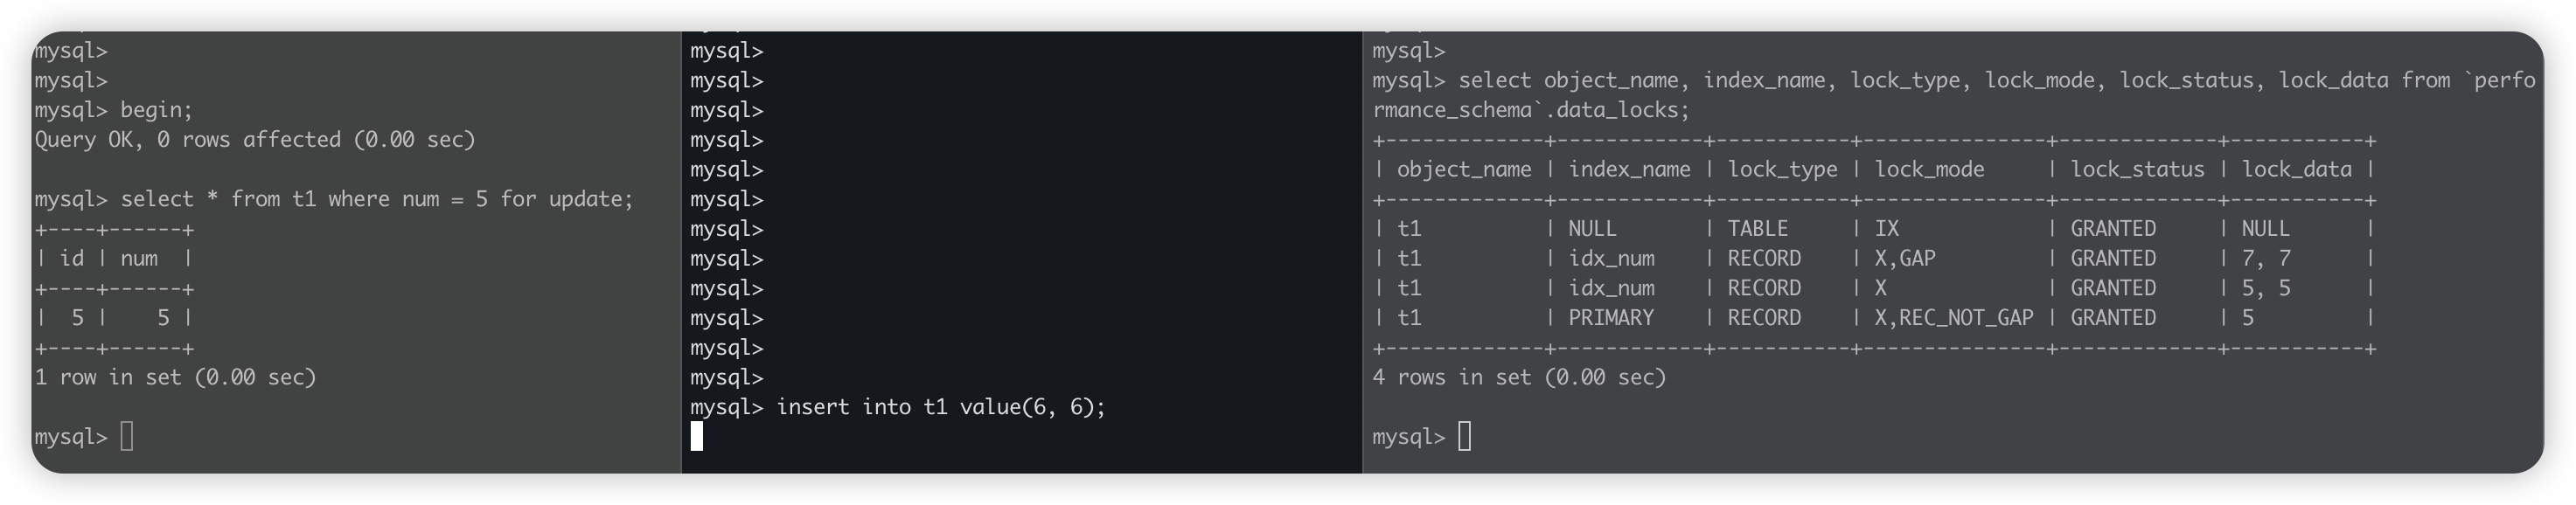 mysql>
mysql>
mysql> begin;
Query OK, 0 rows affected (0.00 sec)

mysql> select * from t1 where num = 5 for update;
+----+------+
| id | num  |
+----+------+
|  5 |    5 |
+----+------+
1 row in set (0.00 sec)

mysql>
mysql>
mysql>
mysql>
mysql>
mysql>
mysql>
mysql>
mysql>
mysql>
mysql>
mysql>
mysql>
mysql> insert into t1 value(6, 6);
mysql>
mysql> select object_name, index_name, lock_type, lock_mode, lock_status, lock_data from `perfo
rmance_schema`.data_locks;
+-------------+------------+-----------+---------------+-------------+-----------+
| object_name | index_name | lock_type | lock_mode     | lock_status | lock_data |
+-------------+------------+-----------+---------------+-------------+-----------+
| t1          | NULL       | TABLE     | IX            | GRANTED     | NULL      |
| t1          | idx_num    | RECORD    | X,GAP         | GRANTED     | 7, 7      |
| t1          | idx_num    | RECORD    | X             | GRANTED     | 5, 5      |
| t1          | PRIMARY    | RECORD    | X,REC_NOT_GAP | GRANTED     | 5         |
+-------------+------------+-----------+---------------+-------------+-----------+
4 rows in set (0.00 sec)

mysql>